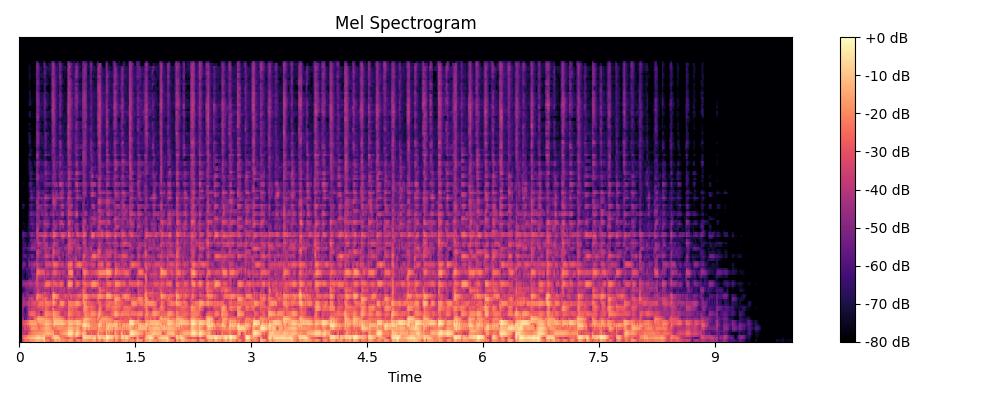 Mel Spectrogram
+0 dB
-10 dB
-20 dB
-30 dB
-40 dB
-50 dB
-60 dB
-70 dB
-80 dB
0
1.5
3
4.5
6
7.5
9
Time